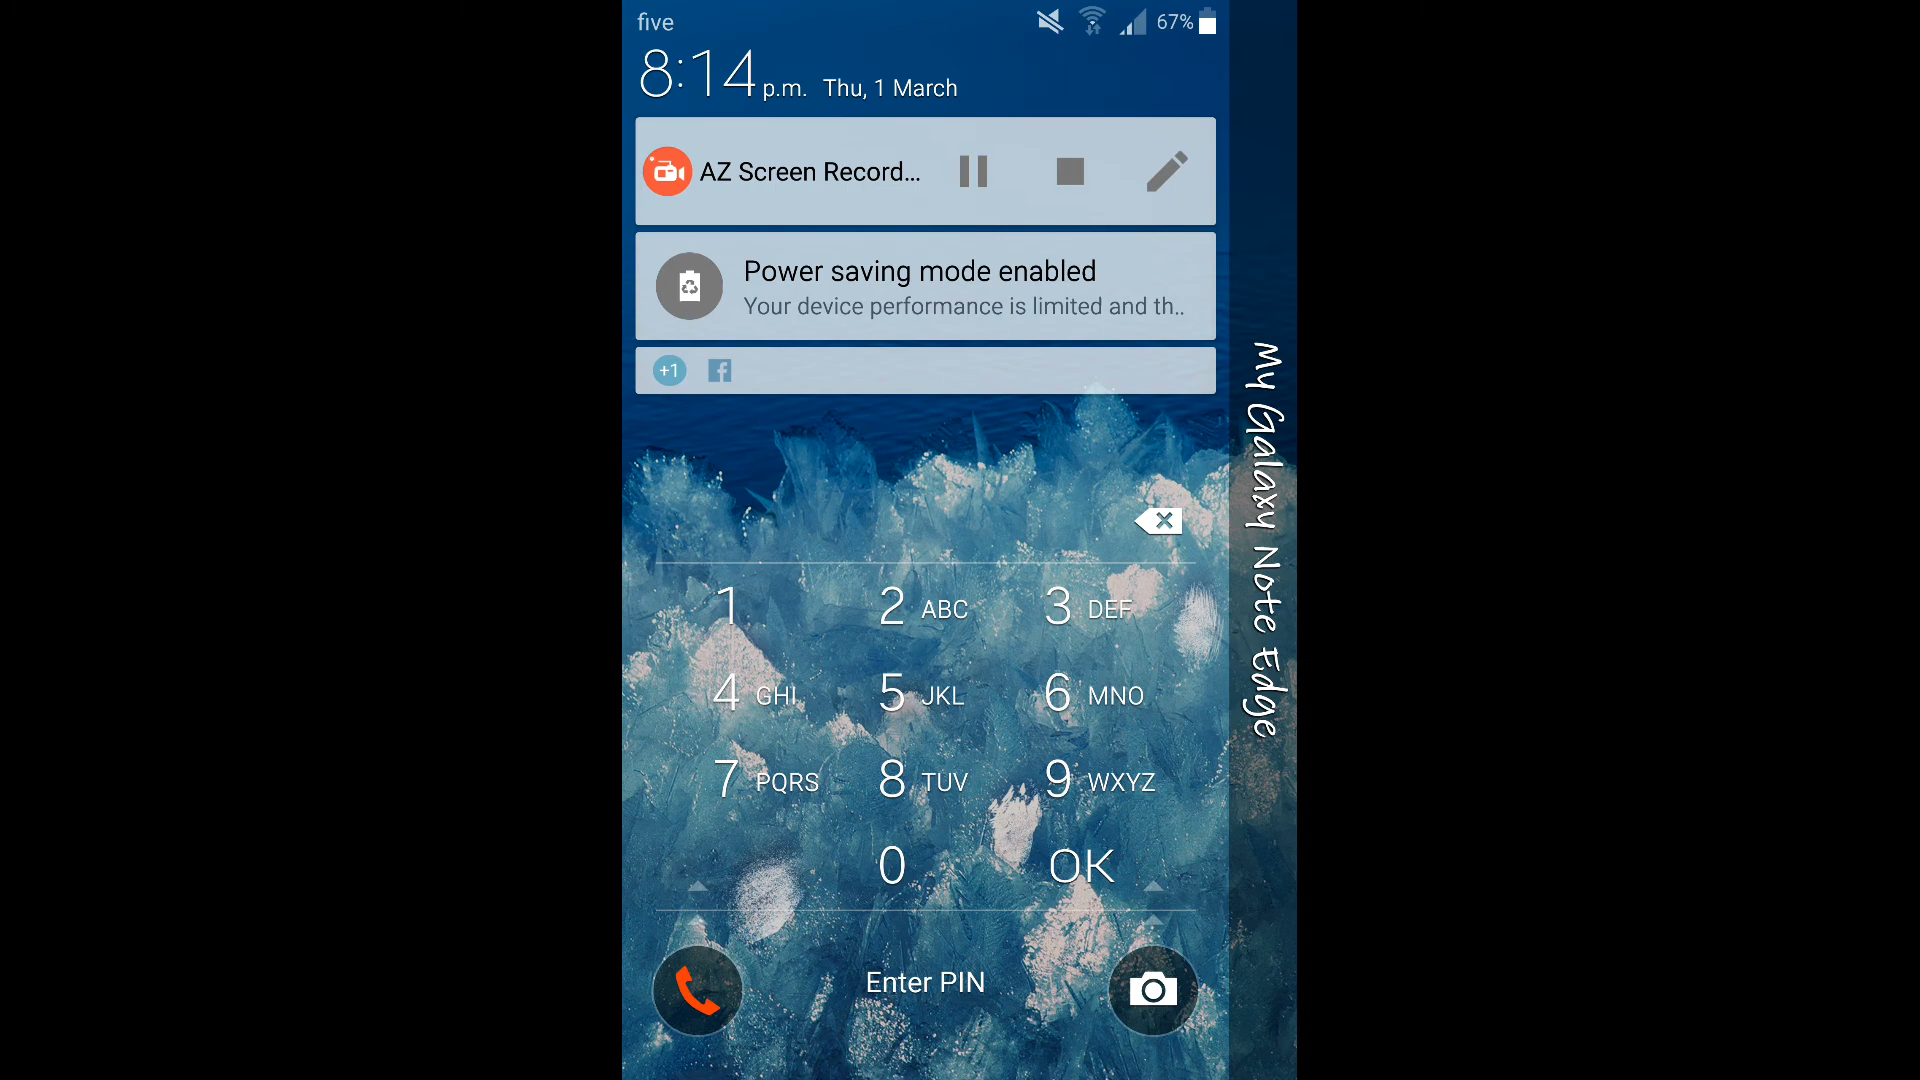 five
67%
8:14 p.m. Thu, 1 March
AZ Screen Record...
Power saving mode enabled
Your device performance is limited and th..
+1
My Galaxy Note Edge
1 2 ABC 3 DEF
4 GHI 5 JKL 6 MNO
7 PQRS 8 TUV 9 WXYZ
0 OK
Enter PIN